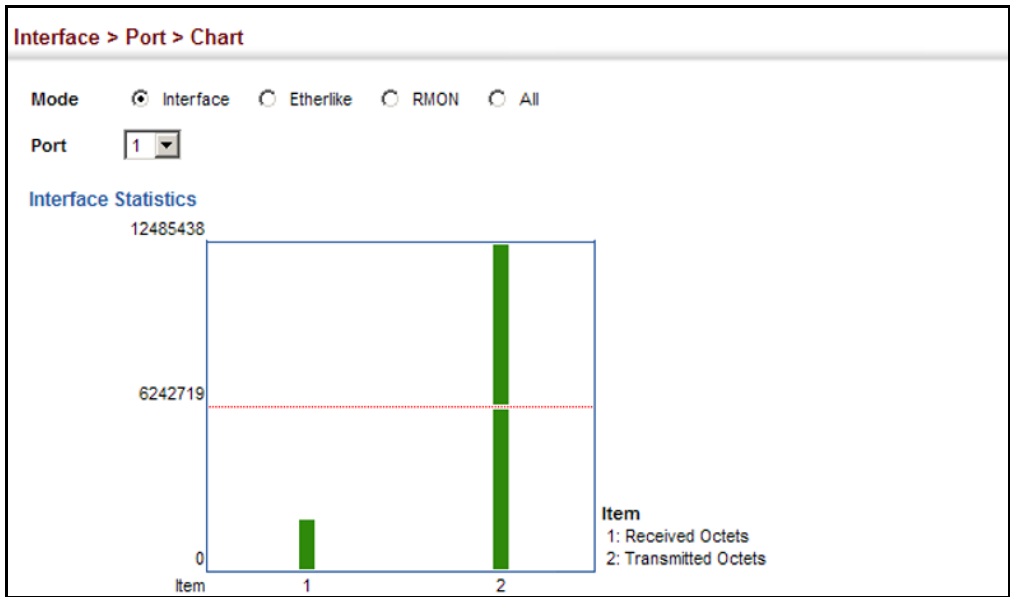 Interface > Port > Chart
Mode Interface Etherlike RMON All
Port 1
Interface Statistics
12485438
6242719
0
Item 1 2
Item
1: Received Octets
2: Transmitted Octets